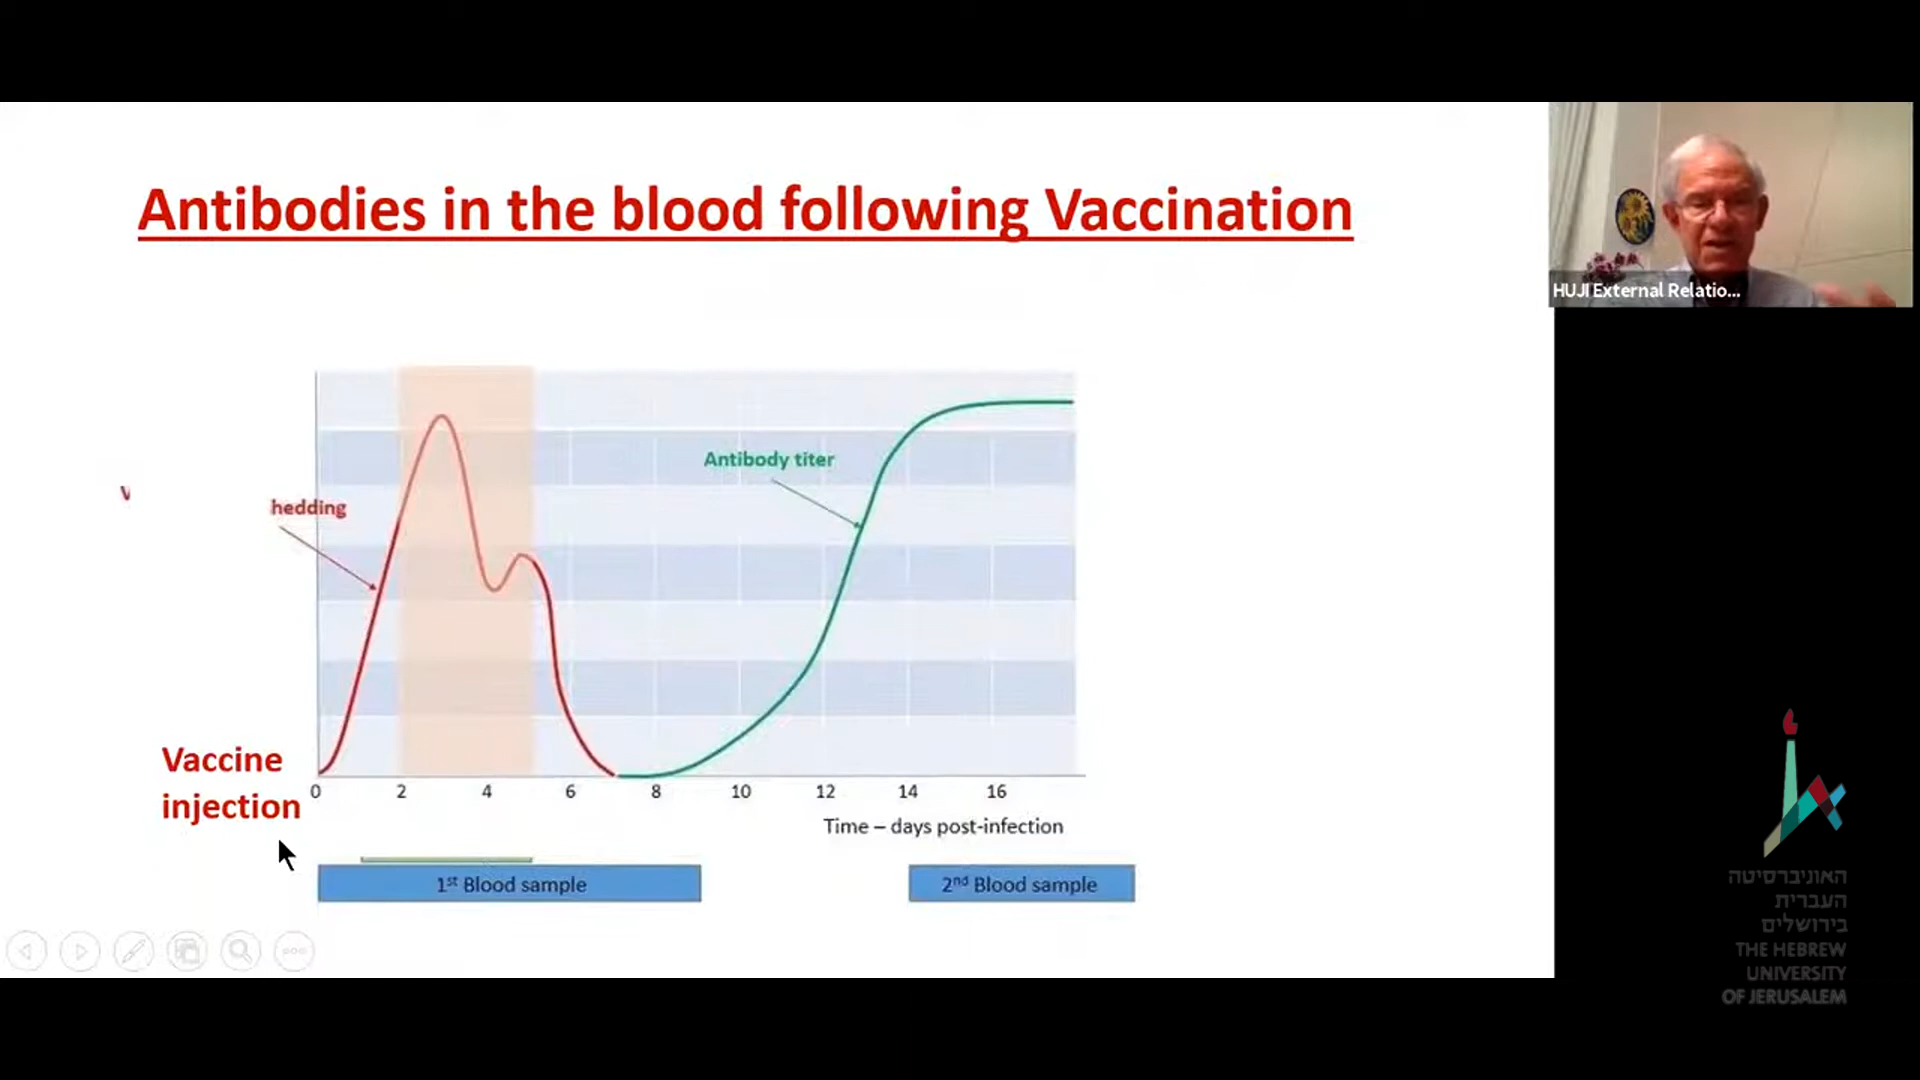 Antibodies in the blood following Vaccination
HUJI External Relatio...
Antibody titer
v
hedding
Vaccine
injection
0 2 4 6 8 10 12 14 16
Time – days post-infection
1st Blood sample
2nd Blood sample
האוניברסיטה
העברית
בירושלים
THE HEBREW
UNIVERSITY
OF JERUSALEM